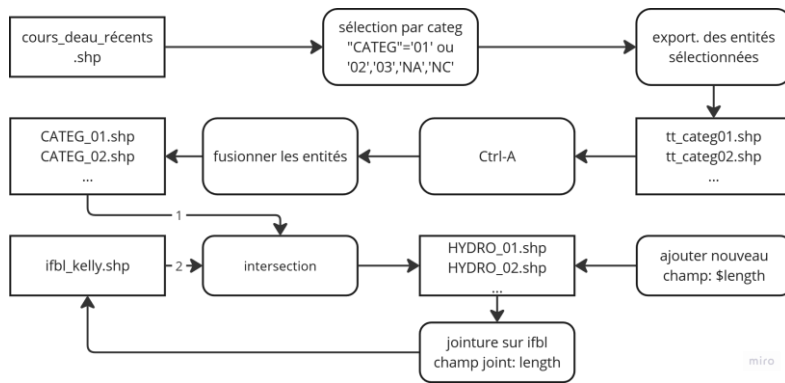 cours_deau_récents
.shp
sélection par categ
"CATEG"='01' ou
'02','03','NA','NC'
export. des entités
sélectionnées
CATEG_01.shp
CATEG_02.shp
...
fusionner les entités
Ctrl-A
tt_categ01.shp
tt_categ02.shp
...
1
ifbl_kelly.shp
2
intersection
HYDRO_01.shp
HYDRO_02.shp
...
ajouter nouveau
champ: $length
jointure sur ifbl
champ joint: length
miro